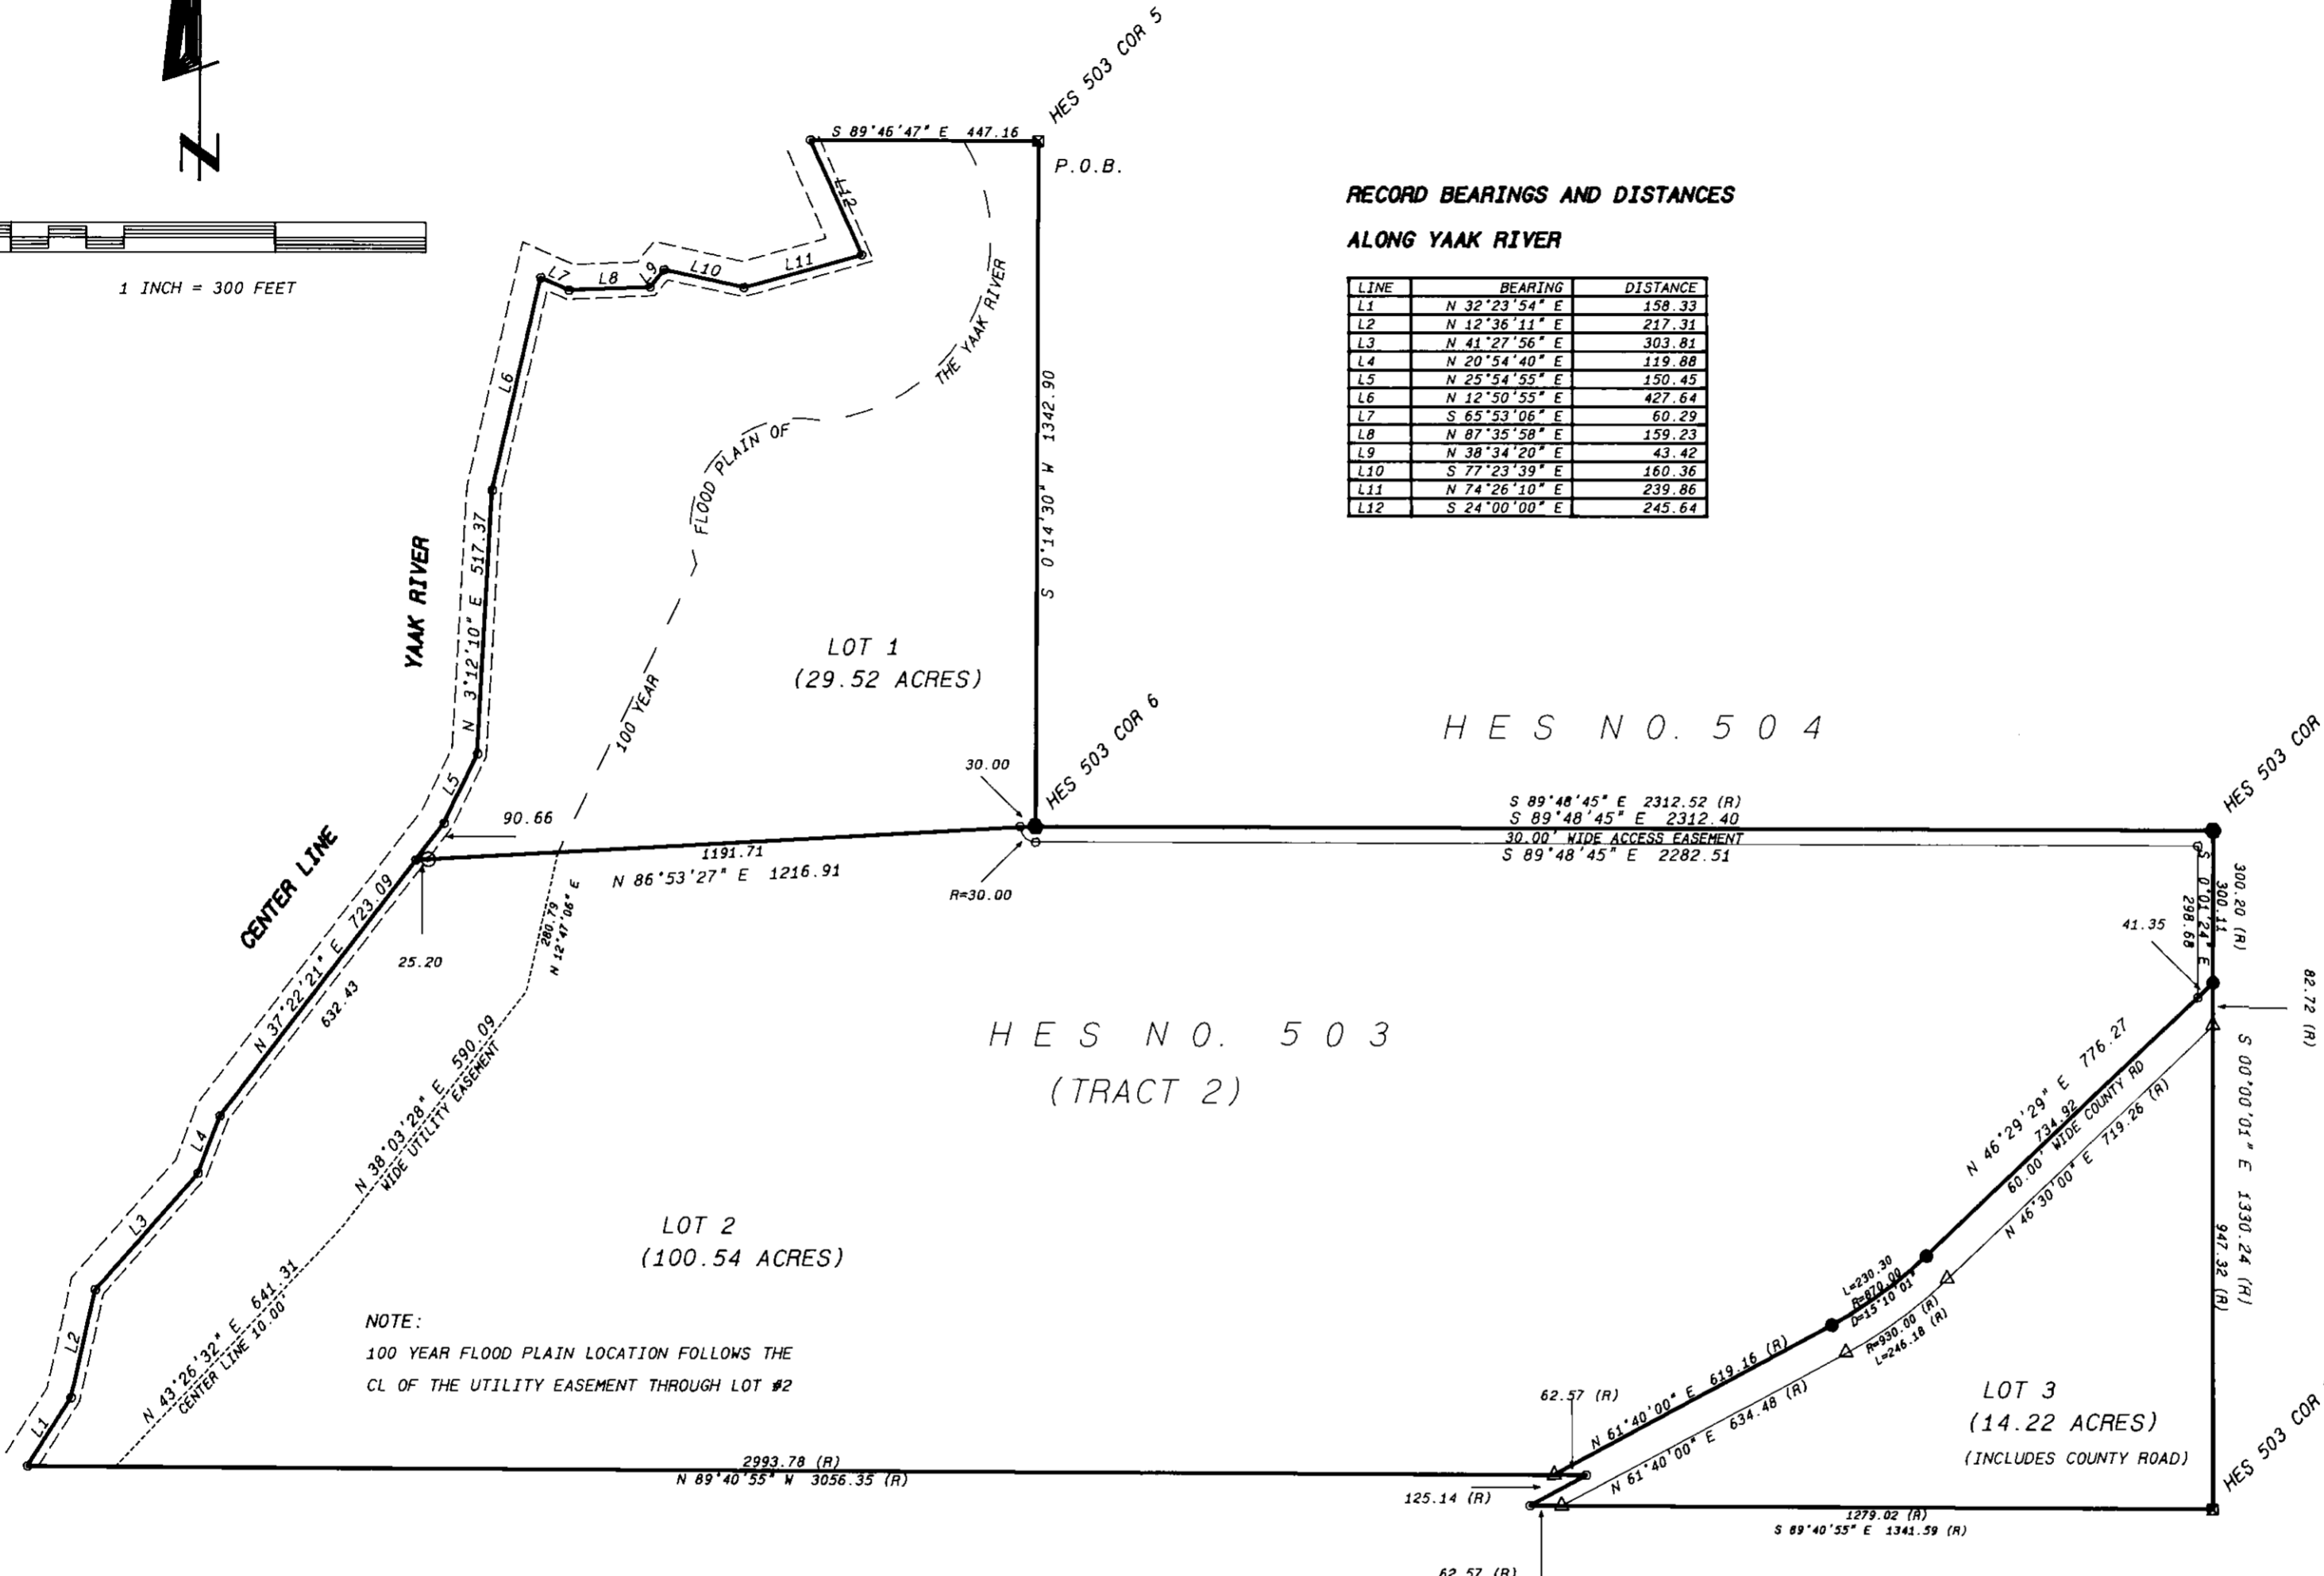 N
1 INCH = 300 FEET
HES 503 COR 5
S 89°46'47" E 447.16
P.O.B.
L12
L11
L10
L9
L8
L7
L6
THE YAAK RIVER
FLOOD PLAIN OF
100 YEAR
S 0°14'30" W 1342.90
RECORD BEARINGS AND DISTANCES
ALONG YAAK RIVER
LINE BEARING DISTANCE
L1 N 32°23'54" E 158.33
L2 N 12°36'11" E 217.31
L3 N 41°27'56" E 303.81
L4 N 20°54'40" E 119.88
L5 N 25°54'55" E 150.45
L6 N 12°50'55" E 427.64
L7 S 65°53'06" E 60.29
L8 N 87°35'58" E 159.23
L9 N 38°34'20" E 43.42
L10 S 77°23'39" E 160.36
L11 N 74°26'10" E 239.86
L12 S 24°00'00" E 245.64
YAAK RIVER
N 3°12'10" E 517.37
LOT 1
(29.52 ACRES)
HES NO. 504
HES 503 COR 6
HES 503 COR
30.00
L5
90.66
CENTER LINE
1191.71
N 86°53'27" E 1216.91
R=30.00
S 89°48'45" E 2312.52 (R)
S 89°48'45" E 2312.40
30.00' WIDE ACCESS EASEMENT
S 89°48'45" E 2282.51
S 0°01'24" E
298.68
300.11
300.20 (R)
41.35
82.72 (R)
25.20
N 37°22'21" E 723.09
632.43
280.79
N 12°47'06" E
HES NO. 503
(TRACT 2)
N 38°03'28" E 590.09
WIDE UTILITY EASEMENT
N 46°29'29" E 776.27
734.92
60.00' WIDE COUNTY RD
N 46°30'00" E 719.26 (R)
S 00°00'01" E 1330.24 (R)
947.32 (R)
L4
L3
L2
L1
LOT 2
(100.54 ACRES)
N 43°26'32" E 641.31
CENTER LINE 10.00'
NOTE:
100 YEAR FLOOD PLAIN LOCATION FOLLOWS THE
CL OF THE UTILITY EASEMENT THROUGH LOT #2
L=230.30
R=870.00
D=15°10'01"
R=930.00 (R)
L=246.18 (R)
N 61°40'00" E 619.16 (R)
N 61°40'00" E 634.48 (R)
62.57 (R)
LOT 3
(14.22 ACRES)
(INCLUDES COUNTY ROAD)
HES 503 COR
2993.78 (R)
N 89°40'55" W 3056.35 (R)
125.14 (R)
1279.02 (R)
S 89°40'55" E 1341.59 (R)
62.57 (R)